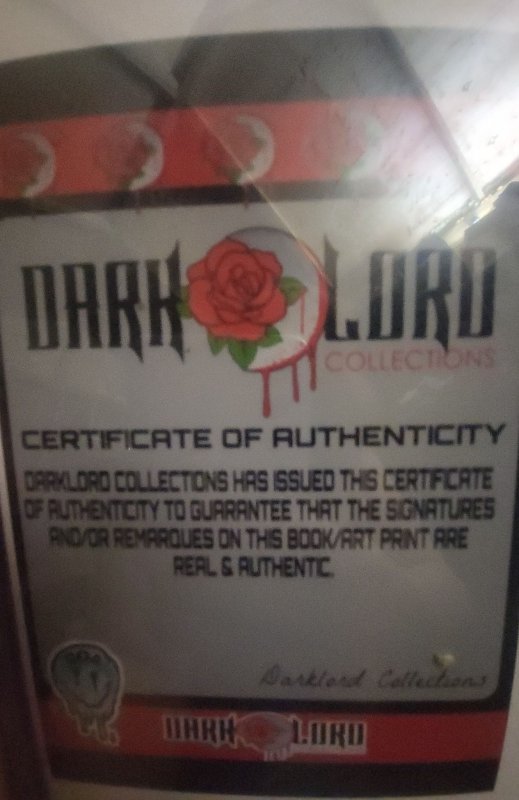 DARK LORD
COLLECTIONS
CERTIFICATE OF AUTHENTICITY
DARKLORD COLLECTIONS HAS ISSUED THIS CERTIFICATE
OF AUTHENTICITY TO GUARANTEE THAT THE SIGNATURES
AND/OR REMARQUES ON THIS BOOK/ART PRINT ARE
REAL & AUTHENTIC.
Darklord Collections
DARK LORD